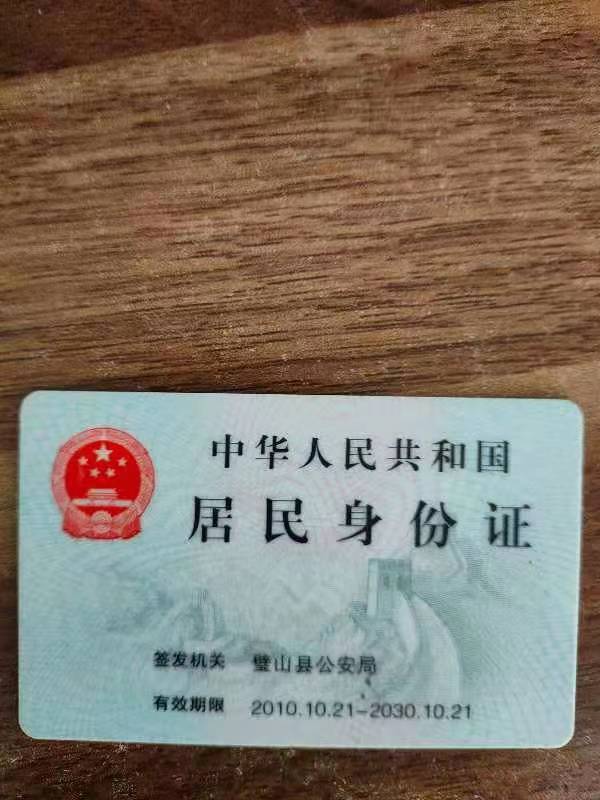 中华人民共和国
居民身份证
签发机关 璧山县公安局
有效期限 2010.10.21-2030.10.21